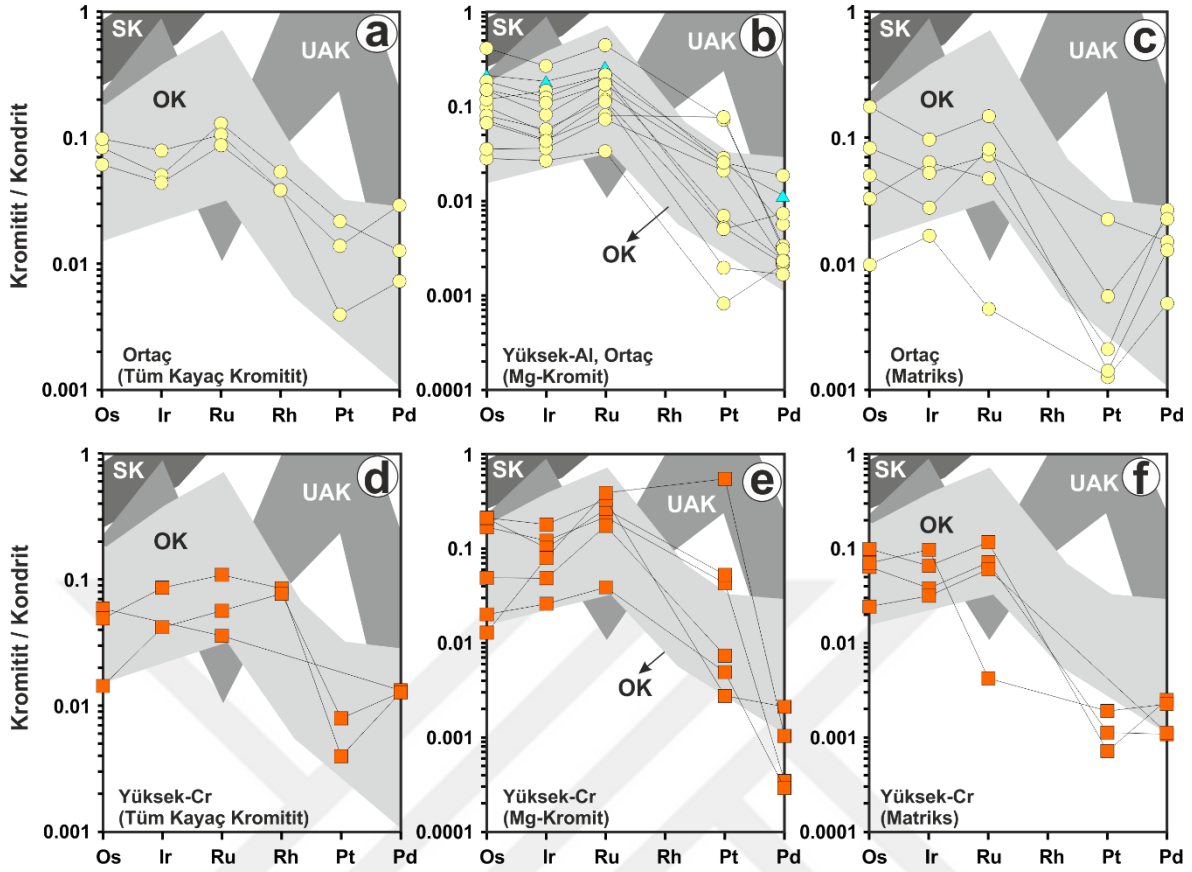 Kromitit / Kondrit
1
0.1
0.01
0.001
SK
OK
UAK
a
Ortaç
(Tüm Kayaç Kromitit)
Os Ir Ru Rh Pt Pd
1
0.1
0.01
0.001
0.0001
SK
UAK
b
OK
Yüksek-Al, Ortaç
(Mg-Kromit)
Os Ir Ru Rh Pt Pd
1
0.1
0.01
0.001
SK
OK
UAK
c
Ortaç
(Matriks)
Os Ir Ru Rh Pt Pd
Kromitit / Kondrit
1
0.1
0.01
0.001
SK
OK
UAK
d
Yüksek-Cr
(Tüm Kayaç Kromitit)
Os Ir Ru Rh Pt Pd
1
0.1
0.01
0.001
0.0001
SK
UAK
e
OK
Yüksek-Cr
(Mg-Kromit)
Os Ir Ru Rh Pt Pd
1
0.1
0.01
0.001
0.0001
SK
OK
UAK
f
Yüksek-Cr
(Matriks)
Os Ir Ru Rh Pt Pd